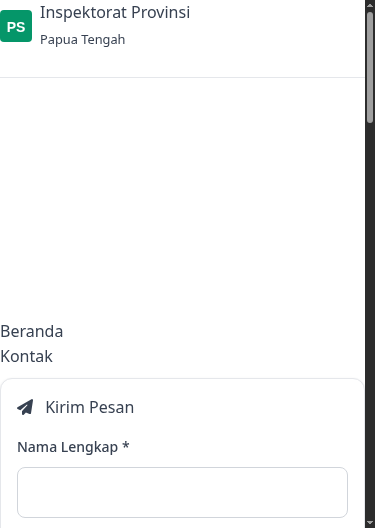 PS
Inspektorat Provinsi
Papua Tengah
Beranda
Kontak
Kirim Pesan
Nama Lengkap *